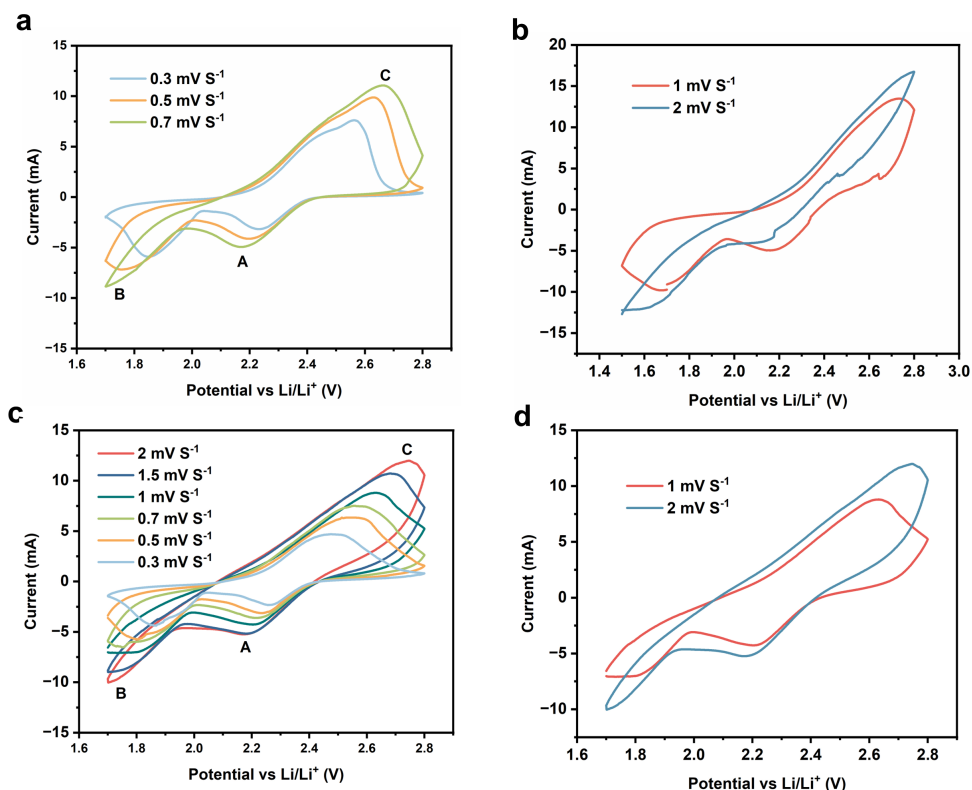 a
15
10
5
0
−5
−10
−15
1.6 1.8 2.0 2.2 2.4 2.6 2.8
Current (mA)
Potential vs Li/Li⁺ (V)
0.3 mV S⁻¹
0.5 mV S⁻¹
0.7 mV S⁻¹
C
A
B
b
20
15
10
5
0
−5
−10
−15
1.4 1.6 1.8 2.0 2.2 2.4 2.6 2.8 3.0
Current (mA)
Potential vs Li/Li⁺ (V)
1 mV S⁻¹
2 mV S⁻¹
c
15
10
5
0
−5
−10
−15
1.6 1.8 2.0 2.2 2.4 2.6 2.8
Current (mA)
Potential vs Li/Li⁺ (V)
2 mV S⁻¹
1.5 mV S⁻¹
1 mV S⁻¹
0.7 mV S⁻¹
0.5 mV S⁻¹
0.3 mV S⁻¹
C
A
B
d
15
10
5
0
−5
−10
1.6 1.8 2.0 2.2 2.4 2.6 2.8
Current (mA)
Potential vs Li/Li⁺ (V)
1 mV S⁻¹
2 mV S⁻¹